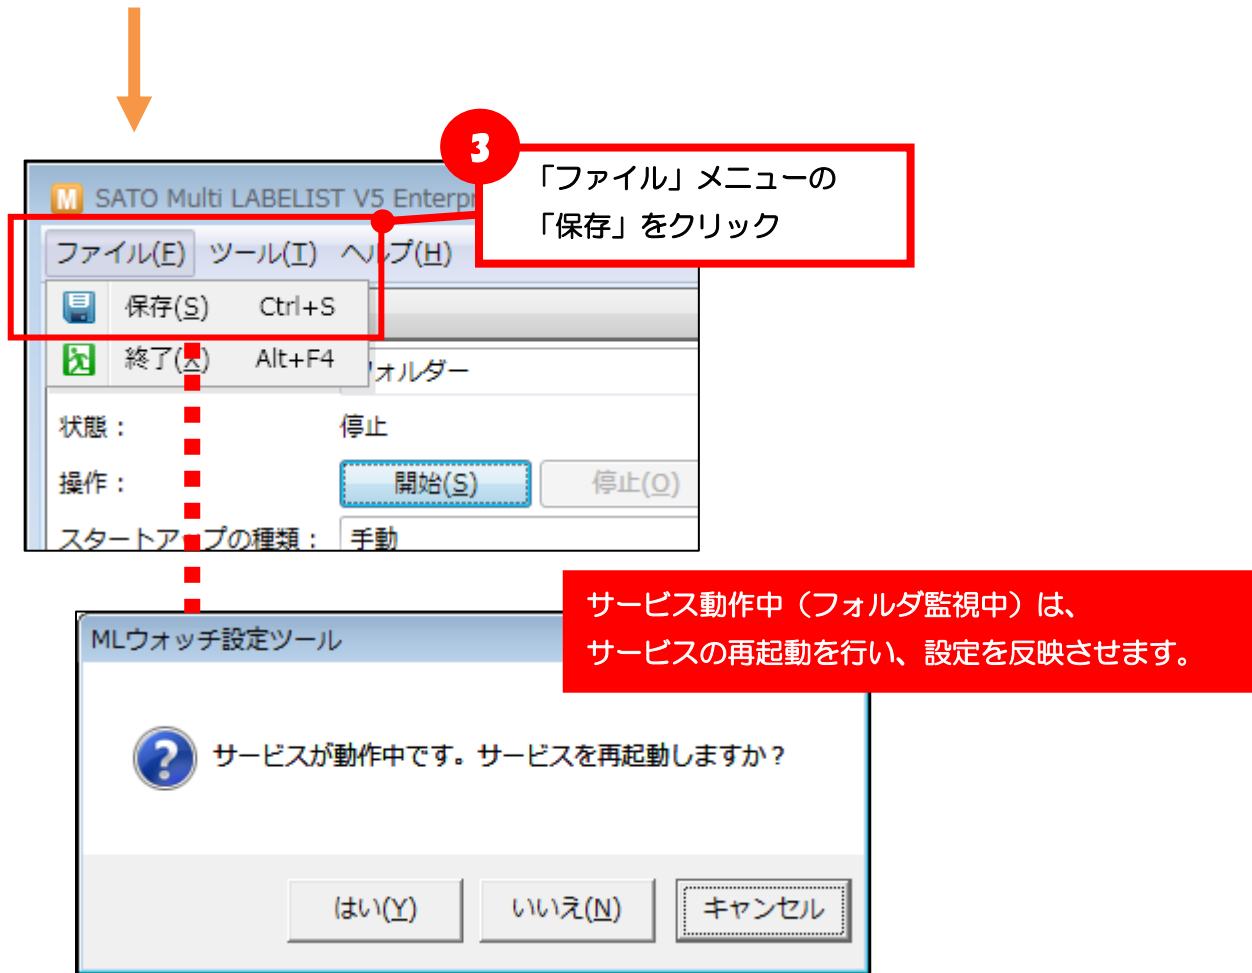 3
「ファイル」メニューの
「保存」をクリック
M SATO Multi LABELIST V5 Enterpr
ファイル(F) ツール(T) ヘルプ(H)
保存(S) Ctrl+S
終了(X) Alt+F4
ォルダー
状態： 停止
操作： 開始(S) 停止(O)
スタートアップの種類： 手動
サービス動作中（フォルダ監視中）は、
サービスの再起動を行い、設定を反映させます。
MLウォッチ設定ツール
サービスが動作中です。サービスを再起動しますか？
はい(Y) いいえ(N) キャンセル